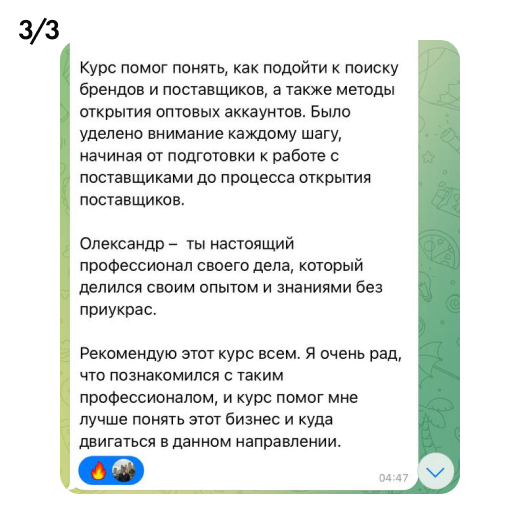 3/3
Курс помог понять, как подойти к поиску
брендов и поставщиков, а также методы
открытия оптовых аккаунтов. Было
уделено внимание каждому шагу,
начиная от подготовки к работе с
поставщиками до процесса открытия
поставщиков.
Олександр – ты настоящий
профессионал своего дела, который
делился своим опытом и знаниями без
приукрас.
Рекомендую этот курс всем. Я очень рад,
что познакомился с таким
профессионалом, и курс помог мне
лучше понять этот бизнес и куда
двигаться в данном направлении.
04:47